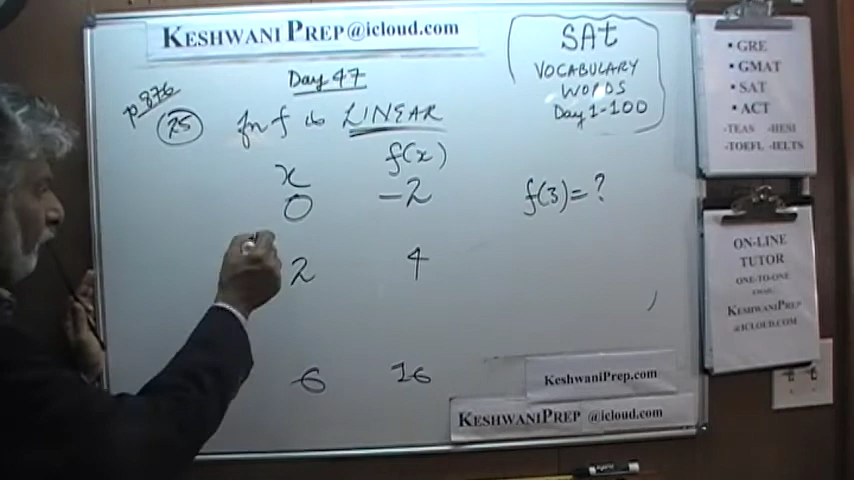 KESHWANI PREP@icloud.com
Day 47
p 876
25 fn f is LINEAR
x f(x)
0 -2
2 4
6 16
f(3)=?
SAt
VOCABULARY
WORDS
Day 1-100
• GRE
• GMAT
• SAT
• ACT
-TEAS -HESI
-TOEFL -IELTS
ON-LINE
TUTOR
ONE-TO-ONE
KESHWANIPREP
@ICLOUD.COM
KESHWANIPREP.com
KESHWANIPREP @icloud.com